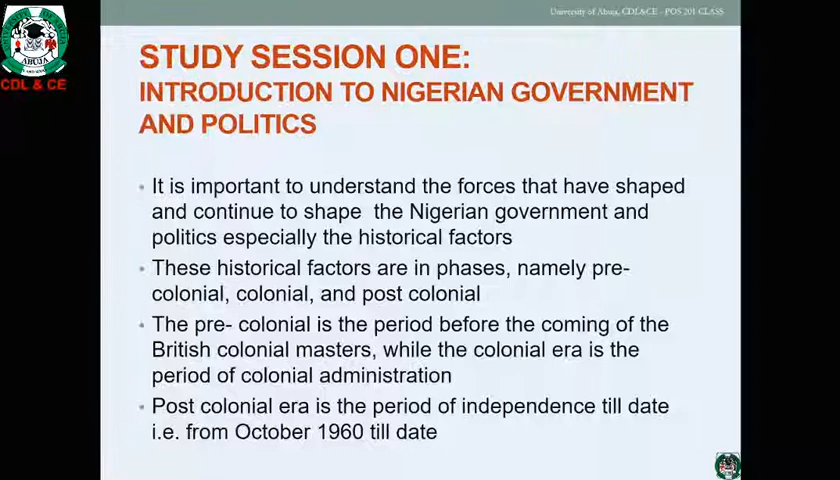 University of Abuja, CDL&CE - POS 201 CLASS
ABUJA
CDL & CE
STUDY SESSION ONE:
INTRODUCTION TO NIGERIAN GOVERNMENT
AND POLITICS
• It is important to understand the forces that have shaped
and continue to shape the Nigerian government and
politics especially the historical factors
• These historical factors are in phases, namely pre-
colonial, colonial, and post colonial
• The pre- colonial is the period before the coming of the
British colonial masters, while the colonial era is the
period of colonial administration
• Post colonial era is the period of independence till date
i.e. from October 1960 till date